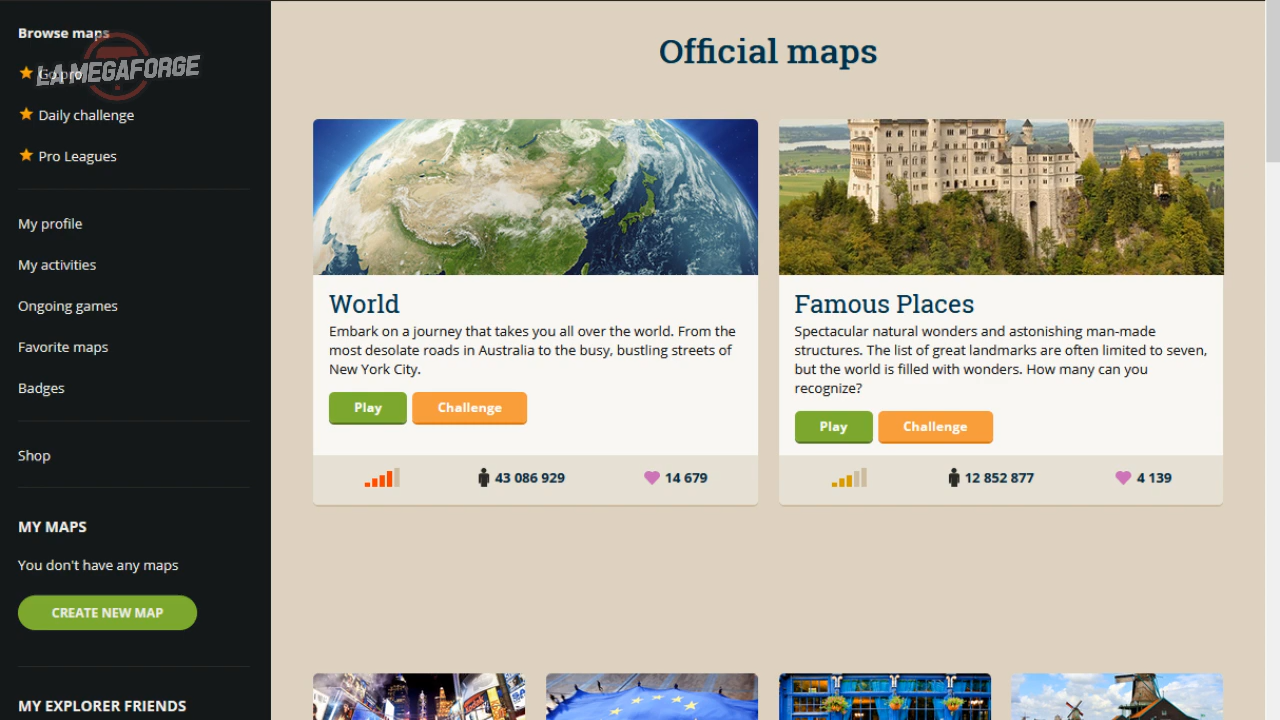 Browse maps
Go pro
LA MEGAFORGE
Daily challenge
Pro Leagues
My profile
My activities
Ongoing games
Favorite maps
Badges
Shop
MY MAPS
You don't have any maps
CREATE NEW MAP
MY EXPLORER FRIENDS
Official maps
World
Embark on a journey that takes you all over the world. From the
most desolate roads in Australia to the busy, bustling streets of
New York City.
Play
Challenge
43 086 929
14 679
Famous Places
Spectacular natural wonders and astonishing man-made
structures. The list of great landmarks are often limited to seven,
but the world is filled with wonders. How many can you
recognize?
Play
Challenge
12 852 877
4 139